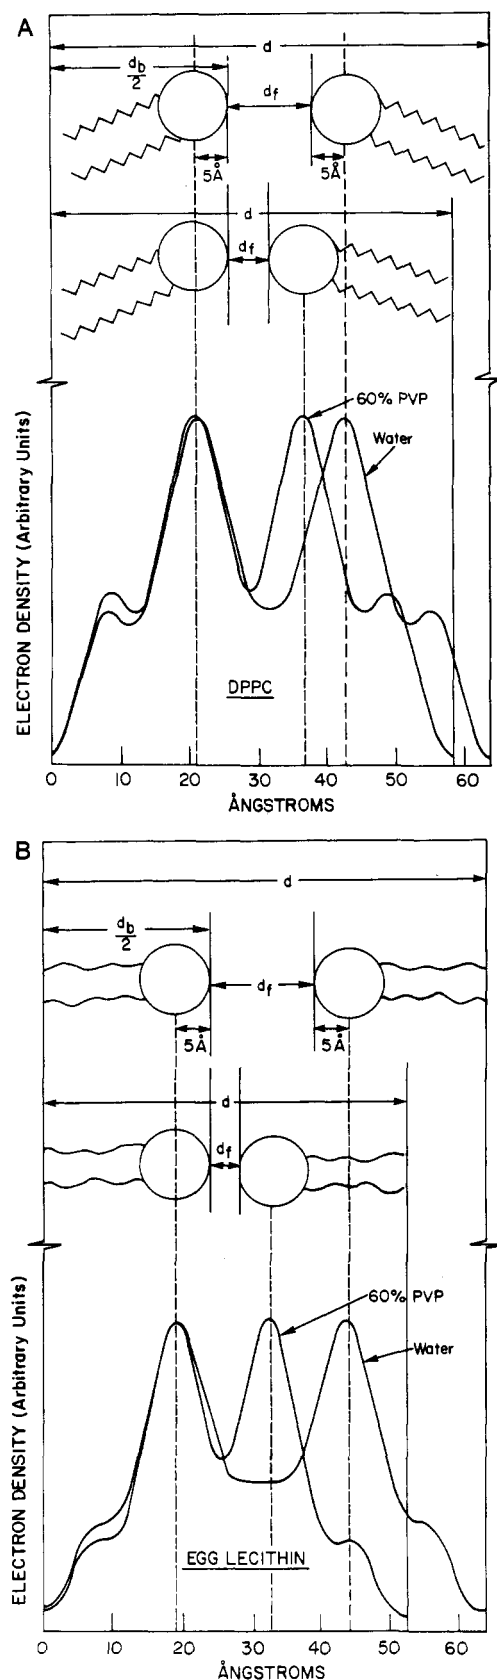 A
d
d_b
2
d_f
5Å
5Å
d
d_f
60% PVP
Water
ELECTRON DENSITY (Arbitrary Units)
DPPC
0 10 20 30 40 50 60
ÅNGSTROMS
B
d
d_b
2
d_f
5Å
5Å
d
d_f
60% PVP
Water
ELECTRON DENSITY (Arbitrary Units)
EGG LECITHIN
0 10 20 30 40 50 60
ÅNGSTROMS